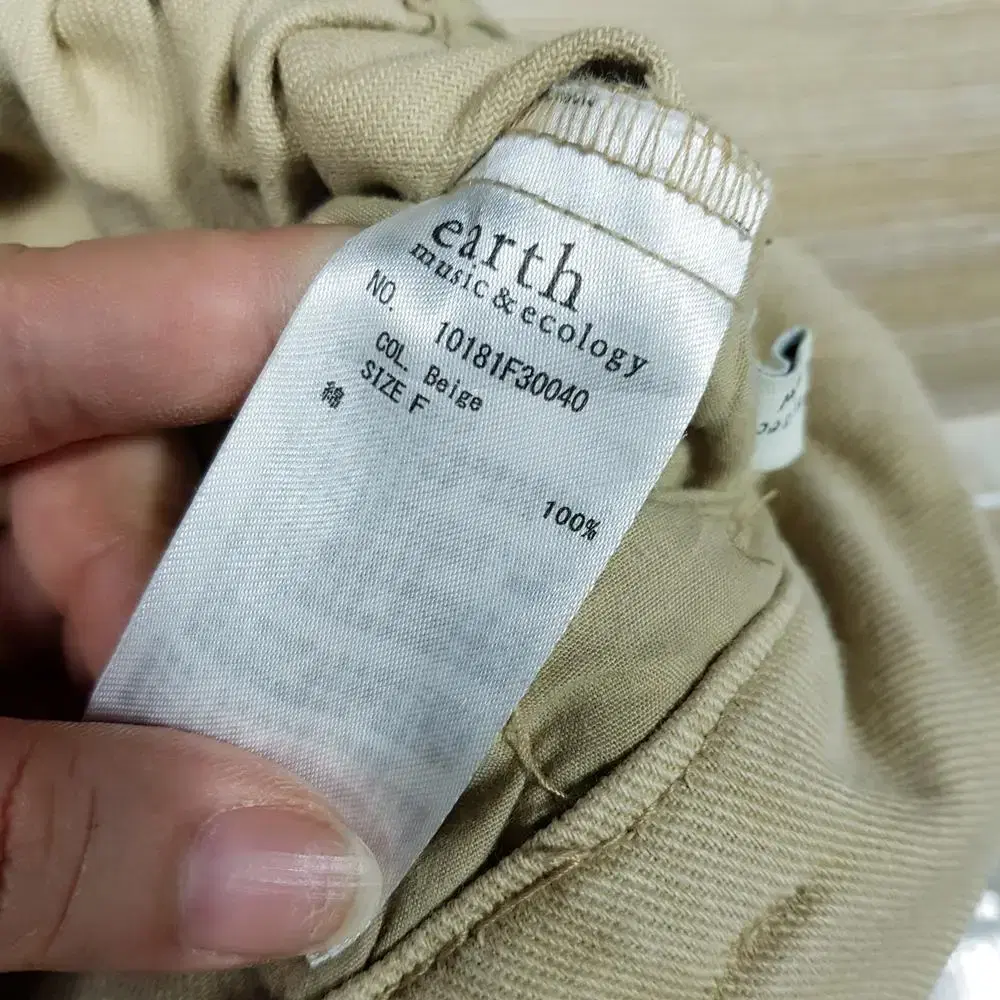 earth
music&ecology
NO. 10181F30040
COL. Beige
SIZE F
綿 100%